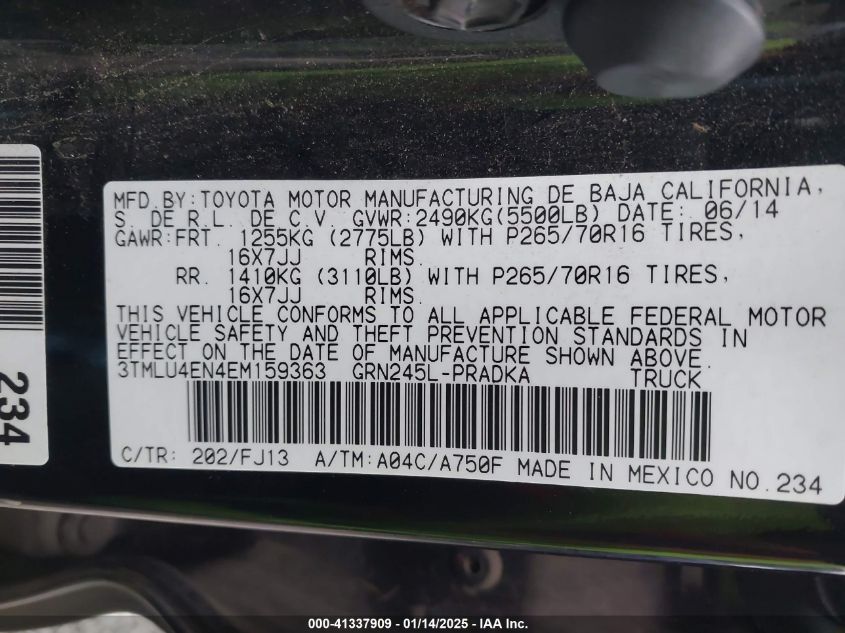 MFD.BY:TOYOTA MOTOR MANUFACTURING DE BAJA CALIFORNIA,
S. DE R.L. DE C.V. GVWR:2490KG(5500LB) DATE: 06/14
GAWR:FRT. 1255KG (2775LB) WITH P265/70R16 TIRES,
16X7JJ RIMS.
RR. 1410KG (3110LB) WITH P265/70R16 TIRES,
16X7JJ RIMS.
THIS VEHICLE CONFORMS TO ALL APPLICABLE FEDERAL MOTOR
VEHICLE SAFETY AND THEFT PREVENTION STANDARDS IN
EFFECT ON THE DATE OF MANUFACTURE SHOWN ABOVE.
3TMLU4EN4EM159363 GRN245L-PRADKA TRUCK
C/TR: 202/FJ13 A/TM:A04C/A750F MADE IN MEXICO NO.234
234
000-41337909 - 01/14/2025 - IAA Inc.